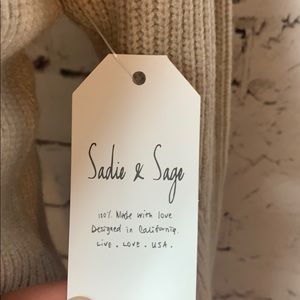 Sadie & Sage
100% Made with love
Designed in California.
Live . LOVE . USA .